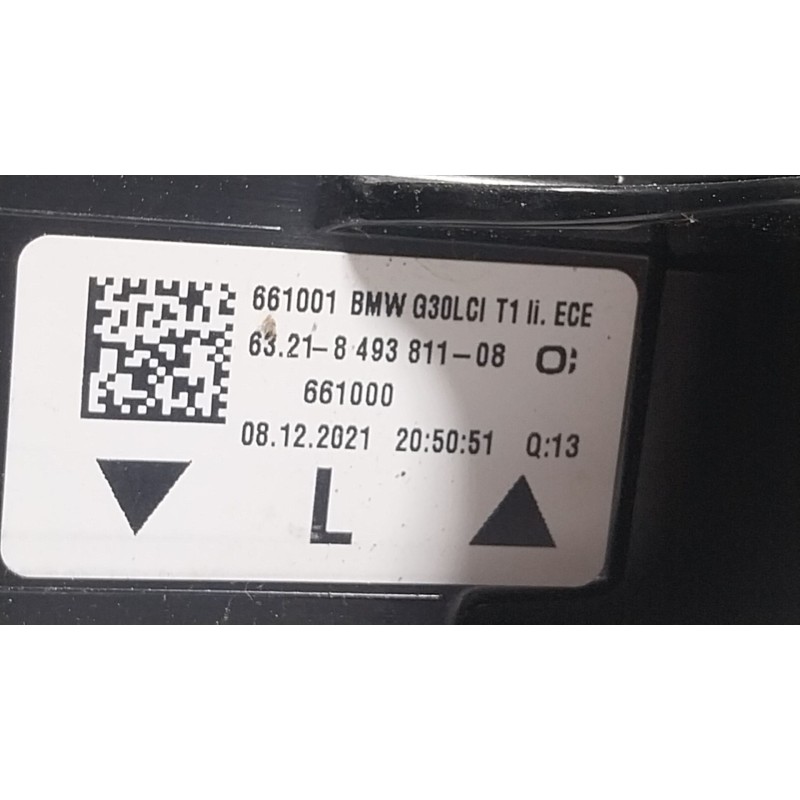 661001 BMW G30LCI T1 li. ECE
63.21-8 493 811-08 O;
661000
08.12.2021 20:50:51 Q:13
L